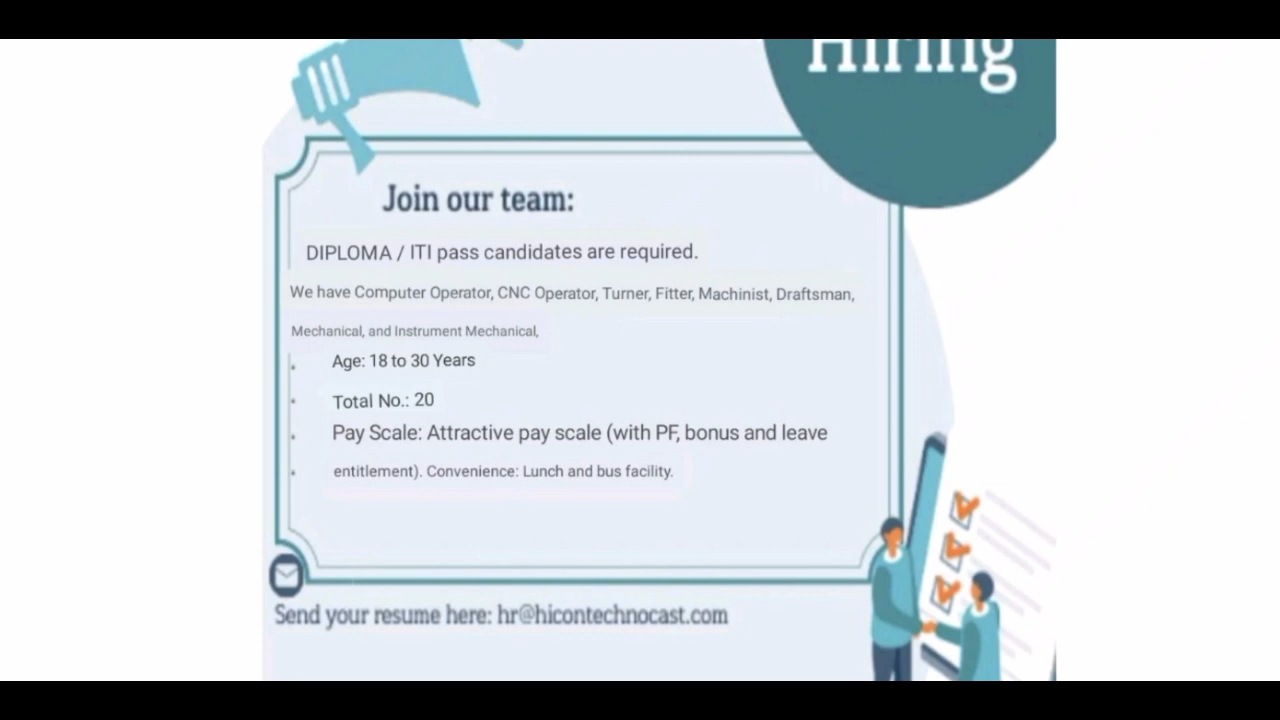 Hiring
Join our team:
DIPLOMA / ITI pass candidates are required.
We have Computer Operator, CNC Operator, Turner, Fitter, Machinist, Draftsman,
Mechanical, and Instrument Mechanical,
Age: 18 to 30 Years
Total No.: 20
Pay Scale: Attractive pay scale (with PF, bonus and leave
entitlement). Convenience: Lunch and bus facility.
Send your resume here: hr@hicontechnocast.com